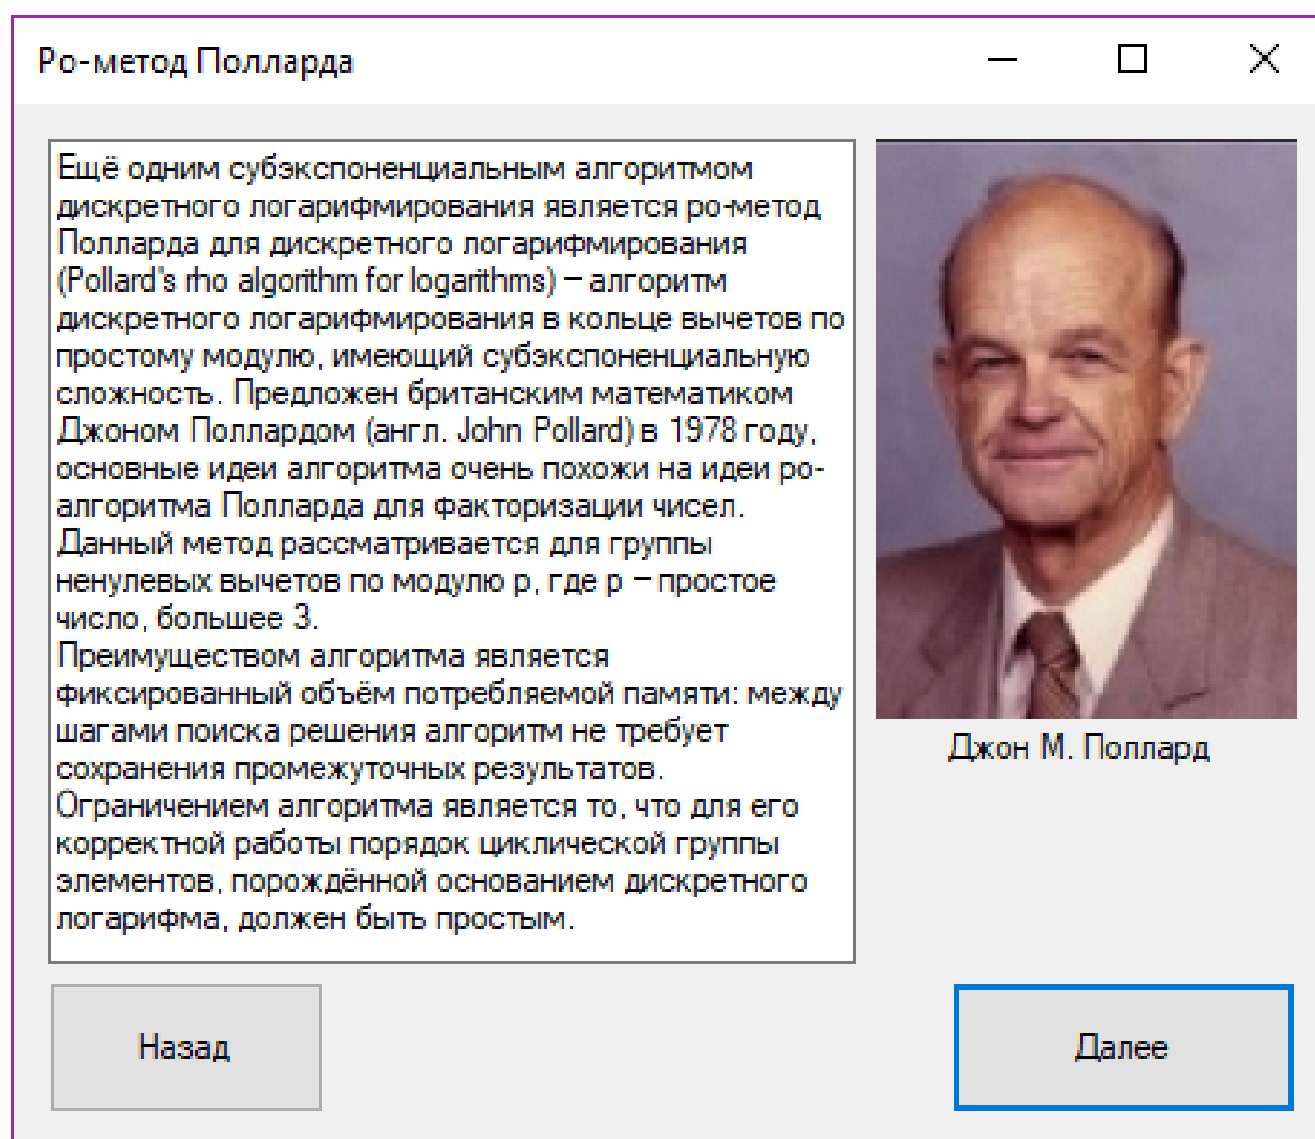 Ро-метод Полларда
Ещё одним субэкспоненциальным алгоритмом
дискретного логарифмирования является ро-метод
Полларда для дискретного логарифмирования
(Pollard's rho algorithm for logarithms) – алгоритм
дискретного логарифмирования в кольце вычетов по
простому модулю, имеющий субэкспоненциальную
сложность. Предложен британским математиком
Джоном Поллардом (англ. John Pollard) в 1978 году,
основные идеи алгоритма очень похожи на идеи ро-
алгоритма Полларда для факторизации чисел.
Данный метод рассматривается для группы
ненулевых вычетов по модулю p, где p – простое
число, большее 3.
Преимуществом алгоритма является
фиксированный объём потребляемой памяти: между
шагами поиска решения алгоритм не требует
сохранения промежуточных результатов.
Ограничением алгоритма является то, что для его
корректной работы порядок циклической группы
элементов, порождённой основанием дискретного
логарифма, должен быть простым.
Джон М. Поллард
Назад
Далее